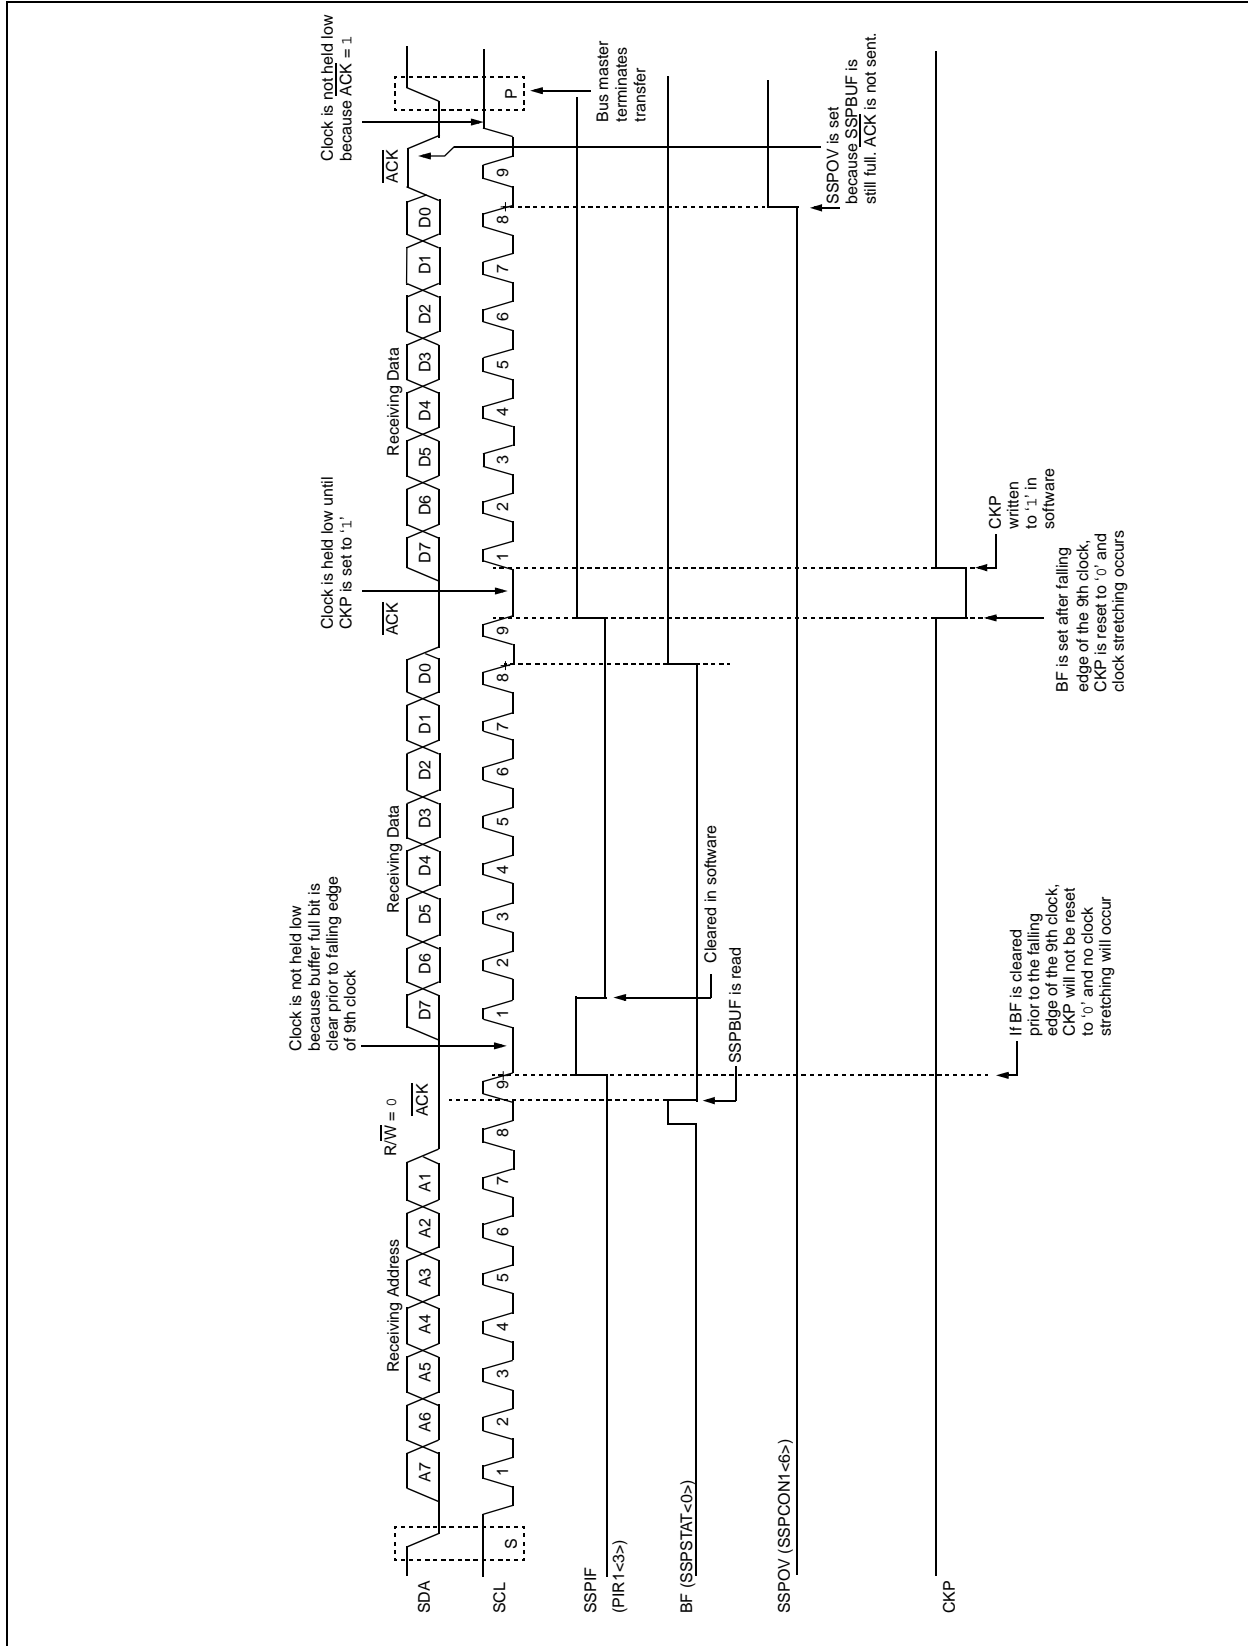 Clock is not held low
because buffer full bit is
clear prior to falling edge
of 9th clock
Clock is held low until
CKP is set to ‘1’
Clock is not held low
because ACK = 1
Receiving Address
R/W = 0
ACK
Receiving Data
ACK
Receiving Data
ACK
SDA
A7 A6 A5 A4 A3 A2 A1 D7 D6 D5 D4 D3 D2 D1 D0 D7 D6 D5 D4 D3 D2 D1 D0
SCL
S 1 2 3 4 5 6 7 8 9 1 2 3 4 5 6 7 8 9 1 2 3 4 5 6 7 8 9 P
SSPIF
(PIR1<3>)
Cleared in software
Bus master
terminates
transfer
BF (SSPSTAT<0>)
SSPBUF is read
SSPOV (SSPCON1<6>)
SSPOV is set
because SSPBUF is
still full. ACK is not sent.
CKP
CKP
written
to ‘1’ in
software
If BF is cleared
prior to the falling
edge of the 9th clock,
CKP will not be reset
to ‘0’ and no clock
stretching will occur
BF is set after falling
edge of the 9th clock,
CKP is reset to ‘0’ and
clock stretching occurs